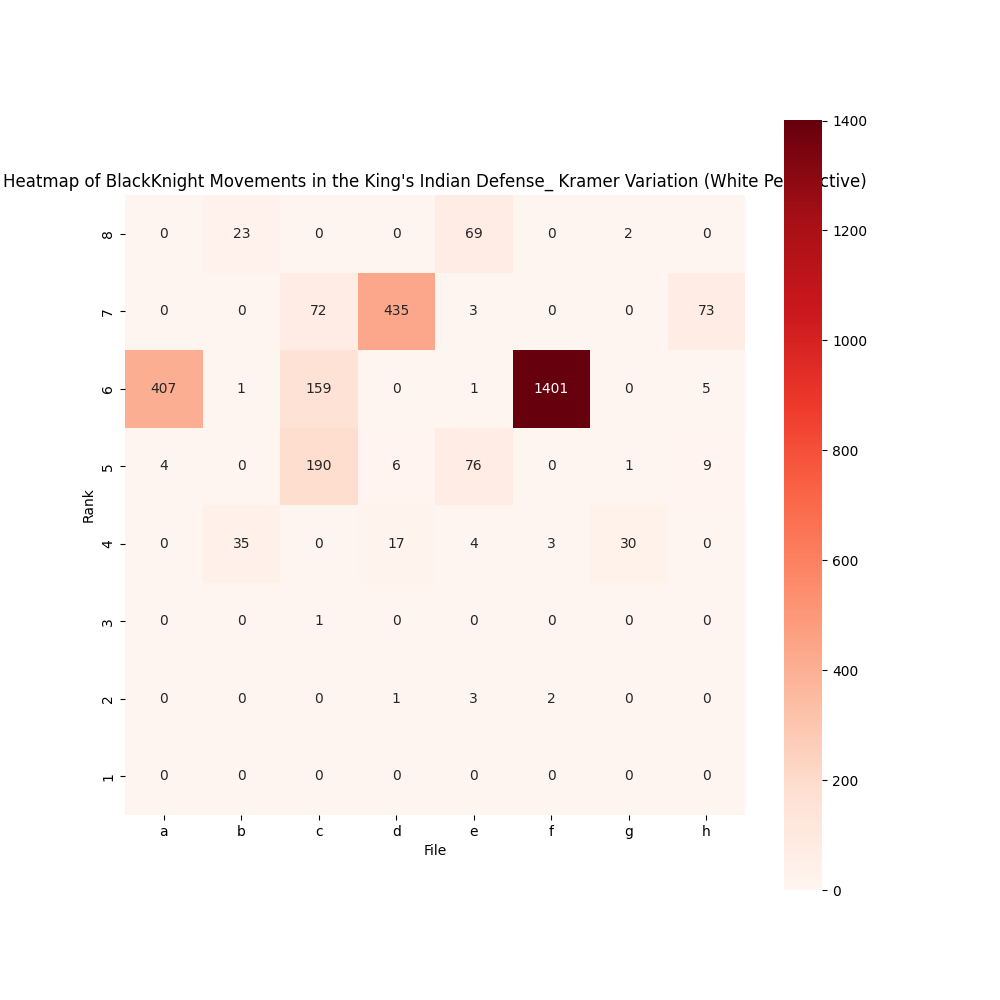 1400
Heatmap of BlackKnight Movements in the King's Indian Defense_ Kramer Variation (White Pe ctive)
1200
8 0 23 0 0 69 0 2 0
7 0 0 72 435 3 0 0 73
1000
6 407 1 159 0 1 1401 0 5
800
5 4 0 190 6 76 0 1 9
Rank
4 0 35 0 17 4 3 30 0
600
3 0 0 1 0 0 0 0 0
400
2 0 0 0 1 3 2 0 0
200
1 0 0 0 0 0 0 0 0
a b c d e f g h
File
0